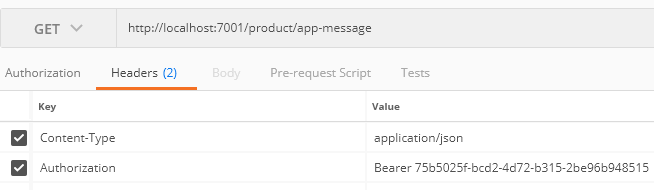 GET http://localhost:7001/product/app-message
Authorization Headers (2) Body Pre-request Script Tests
Key Value
Content-Type application/json
Authorization Bearer 75b5025f-bcd2-4d72-b315-2be96b948515